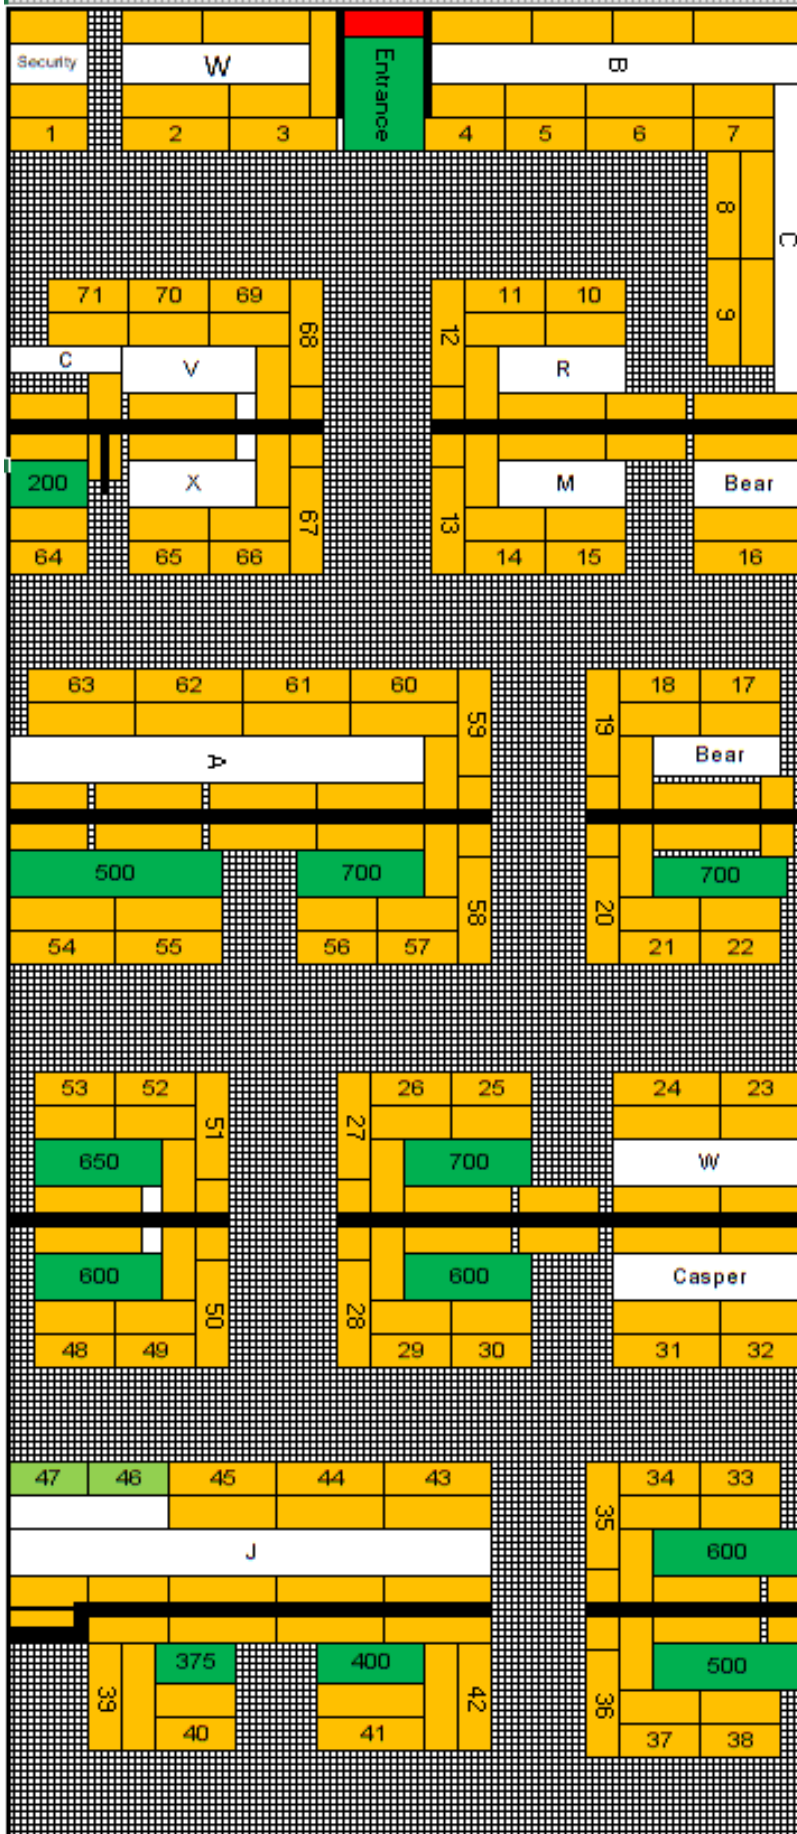 Security W Entrance B
1 2 3 4 5 6 7
8
C
9
71 70 69 68 12 11 10
C V R
200 X M Bear
67 13
64 65 66 14 15 16
63 62 61 60 59 19 18 17
A Bear
500 700 700
58 20
54 55 56 57 21 22
53 52 51 27 26 25 24 23
650 700 W
600 600 Casper
50 28
48 49 29 30 31 32
47 46 45 44 43 35 34 33
J 600
375 400 500
39 42 36
40 41 37 38